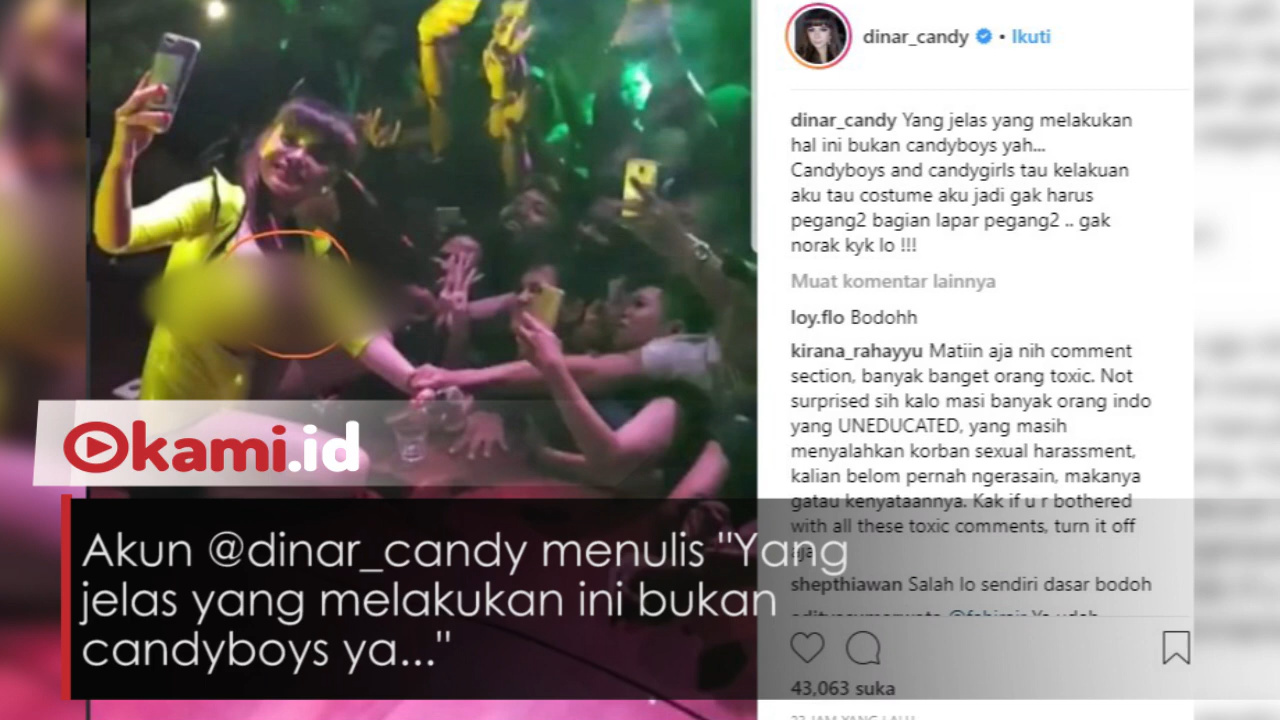 dinar_candy • Ikuti
dinar_candy Yang jelas yang melakukan
hal ini bukan candyboys yah...
Candyboys and candygirls tau kelakuan
aku tau costume aku jadi gak harus
pegang2 bagian lapar pegang2 .. gak
norak kyk lo !!!
Muat komentar lainnya
loy.flo Bodohh
kirana_rahayyu Matiin aja nih comment
section, banyak banget orang toxic. Not
surprised sih kalo masi banyak orang indo
yang UNEDUCATED, yang masih
menyalahkan korban sexual harassment,
kalian belom pernah ngerasain, makanya
gatau kenyataannya. Kak if u r bothered
with all these toxic comments, turn it off
aja
shepthiawan Salah lo sendiri dasar bodoh
43,063 suka
Okami.id
Akun @dinar_candy menulis "Yang
jelas yang melakukan ini bukan
candyboys ya..."